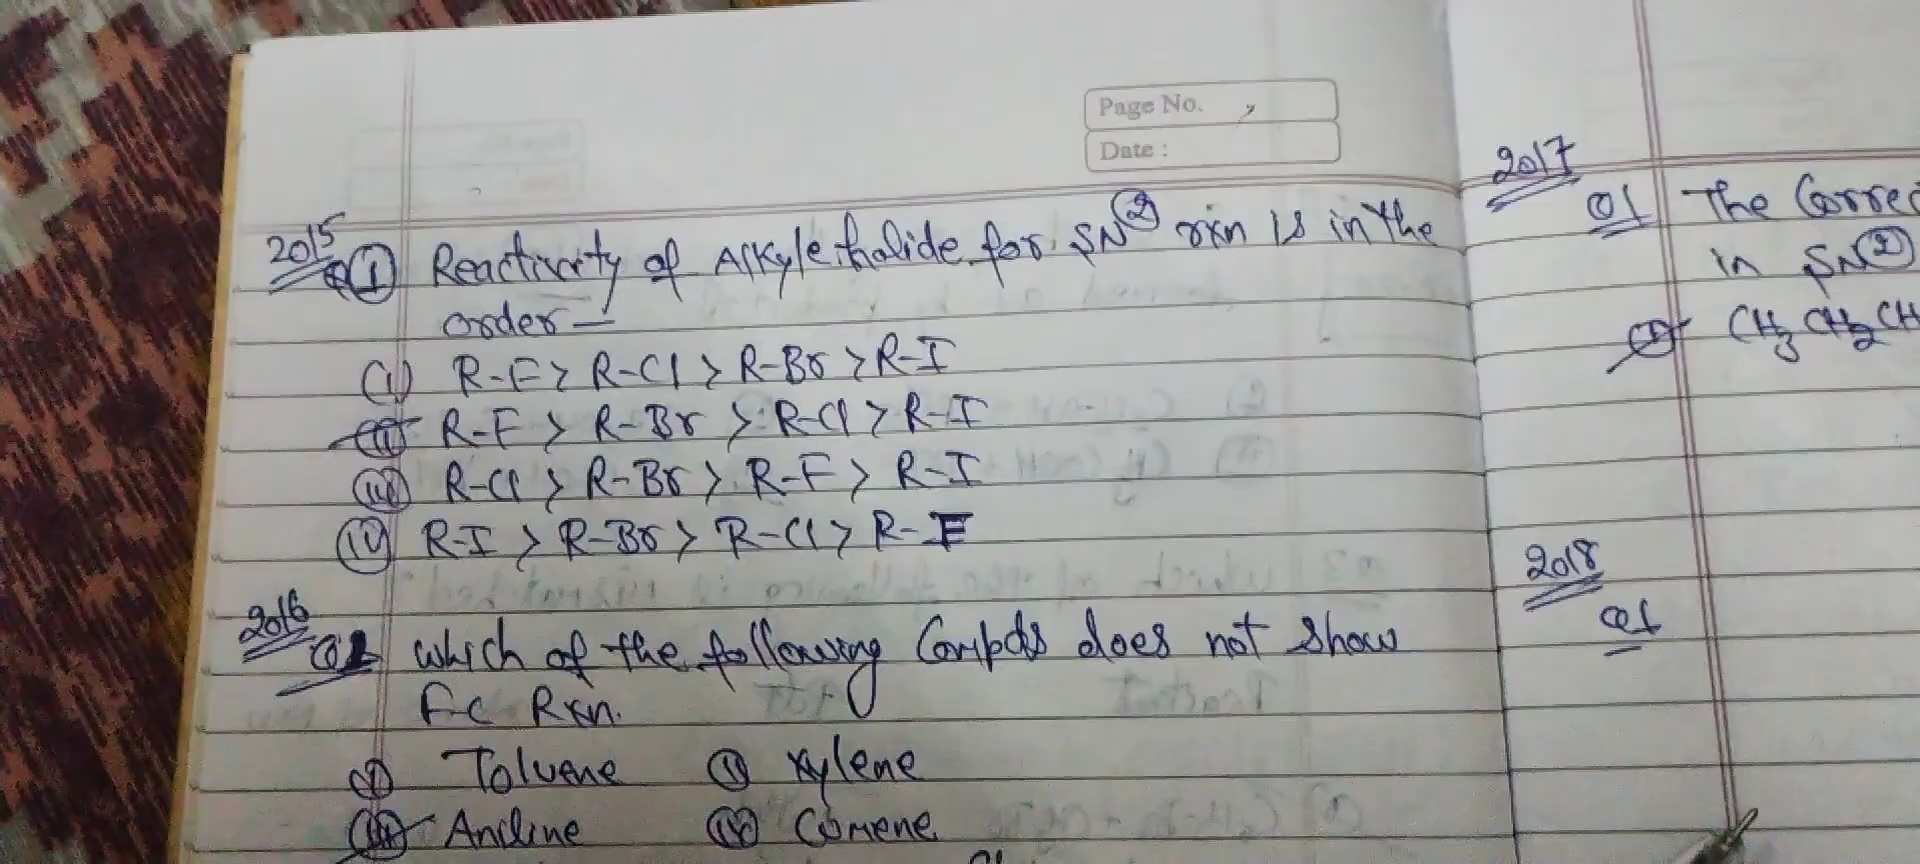 Page No.
Date :
2015
Q(1) Reactivity of Alkyle halide for SN(2) rxn is in the
order —
(i) R-F > R-Cl > R-Br > R-I
(ii) R-F > R-Br > R-Cl > R-I
(iii) R-Cl > R-Br > R-F > R-I
(iv) R-I > R-Br > R-Cl > R-F
2016
Q1 which of the following Compds does not show
FC Rxn.
(i) Toluene (ii) Xylene
(iii) Aniline (iv) Cumene
2017
Q1 The Correc
in SN(2)
(i) CH3 CH2 CH
2018
Q1